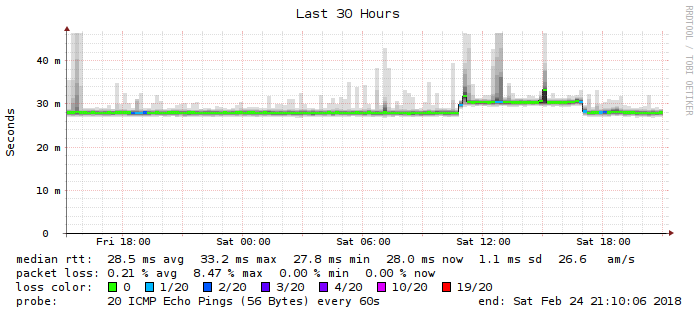 Last 30 Hours
RRDTOOL / TOBI OETIKER
Seconds
40 m
30 m
20 m
10 m
0
Fri 18:00 Sat 00:00 Sat 06:00 Sat 12:00 Sat 18:00
median rtt: 28.5 ms avg 33.2 ms max 27.8 ms min 28.0 ms now 1.1 ms sd 26.6 am/s
packet loss: 0.21 % avg 8.47 % max 0.00 % min 0.00 % now
loss color: 0 1/20 2/20 3/20 4/20 10/20 19/20
probe: 20 ICMP Echo Pings (56 Bytes) every 60s end: Sat Feb 24 21:10:06 2018